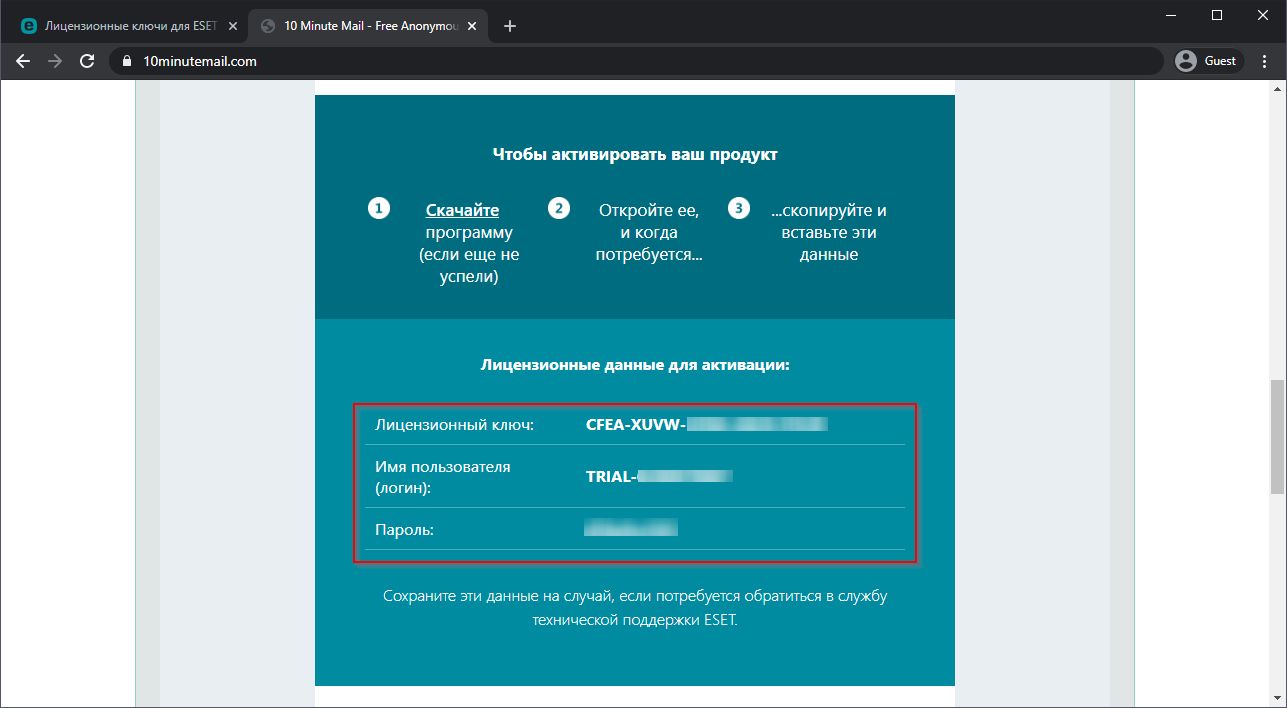 Лицензионные ключи для ESET
10 Minute Mail - Free Anonymou
10minutemail.com
Guest
Чтобы активировать ваш продукт
1
Скачайте
программу
(если еще не
успели)
2
Откройте ее,
и когда
потребуется...
3
...скопируйте и
вставьте эти
данные
Лицензионные данные для активации:
Лицензионный ключ: CFEA-XUVW-
Имя пользователя
(логин): TRIAL-
Пароль:
Сохраните эти данные на случай, если потребуется обратиться в службу
технической поддержки ESET.